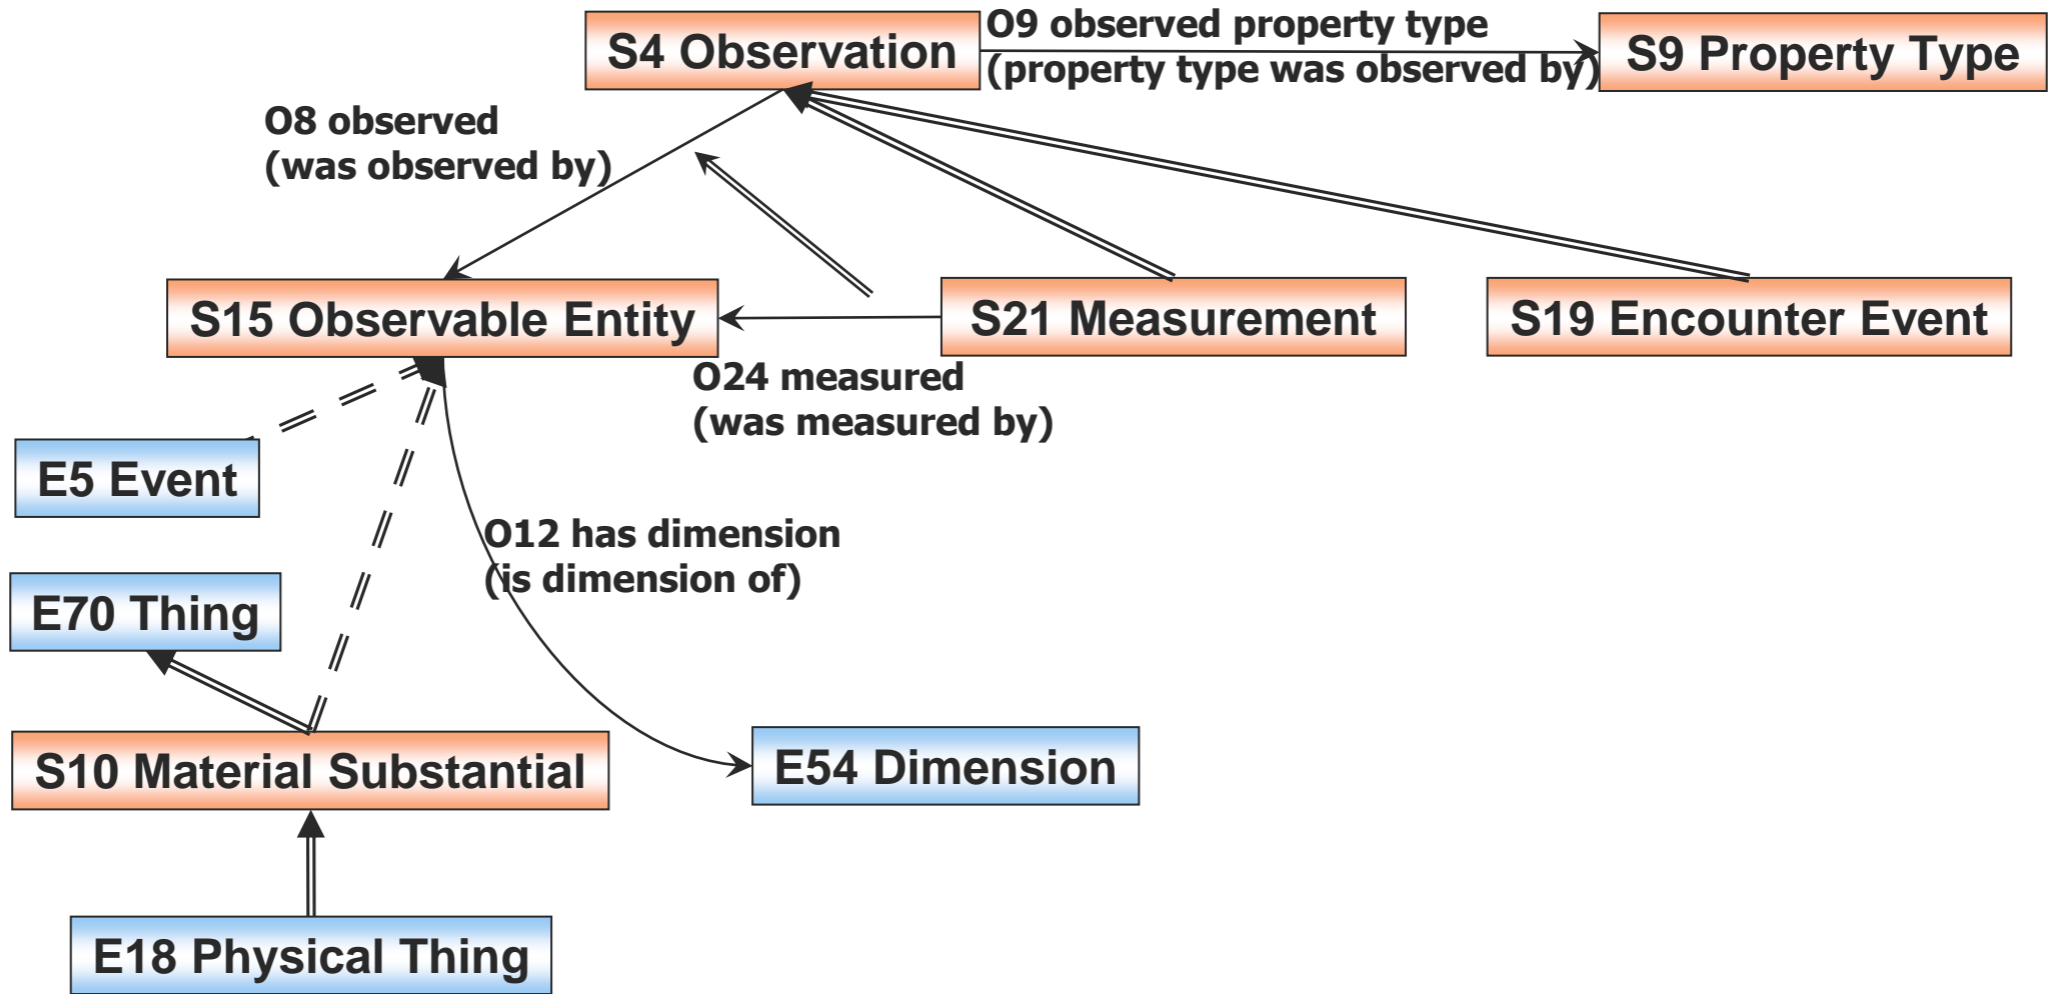 S4 Observation
O9 observed property type
(property type was observed by)
S9 Property Type
O8 observed
(was observed by)
S15 Observable Entity
S21 Measurement
S19 Encounter Event
O24 measured
(was measured by)
E5 Event
O12 has dimension
(is dimension of)
E70 Thing
S10 Material Substantial
E54 Dimension
E18 Physical Thing